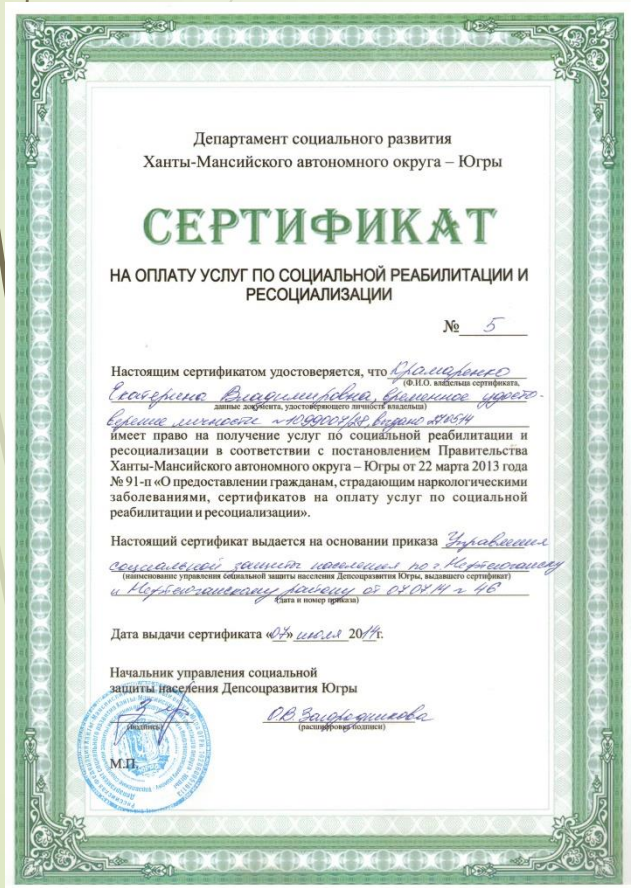 Департамент социального развития
Ханты-Мансийского автономного округа – Югры
СЕРТИФИКАТ
НА ОПЛАТУ УСЛУГ ПО СОЦИАЛЬНОЙ РЕАБИЛИТАЦИИ И
РЕСОЦИАЛИЗАЦИИ
№ 5
Настоящим сертификатом удостоверяется, что Крамаренко
(Ф.И.О. владельца сертификата,
Екатерина Владимировна, временное удосто-
данные документа, удостоверяющего личность владельца)
верение личности выдано
имеет право на получение услуг по социальной реабилитации и
ресоциализации в соответствии с постановлением Правительства
Ханты-Мансийского автономного округа – Югры от 22 марта 2013 года
№ 91-п «О предоставлении гражданам, страдающим наркологическими
заболеваниями, сертификатов на оплату услуг по социальной
реабилитации и ресоциализации».
Настоящий сертификат выдается на основании приказа Управления
социальной защиты населения по г Нефтеюганску
(наименование управления социальной защиты населения Депсоцразвития Югры, выдавшего сертификат)
и Нефтеюганскому району от 07.07.14 № 46
(дата и номер приказа)
Дата выдачи сертификата «07» июля 2014г.
Начальник управления социальной
защиты населения Депсоцразвития Югры
О.В. Загородникова
(подпись) (расшифровка подписи)
М.П.